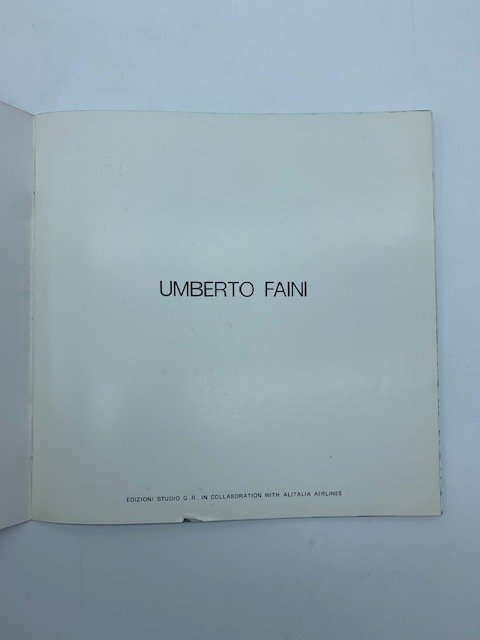 UMBERTO FAINI
EDIZIONI STUDIO G. R. IN COLLABORATION WITH ALITALIA AIRLINES